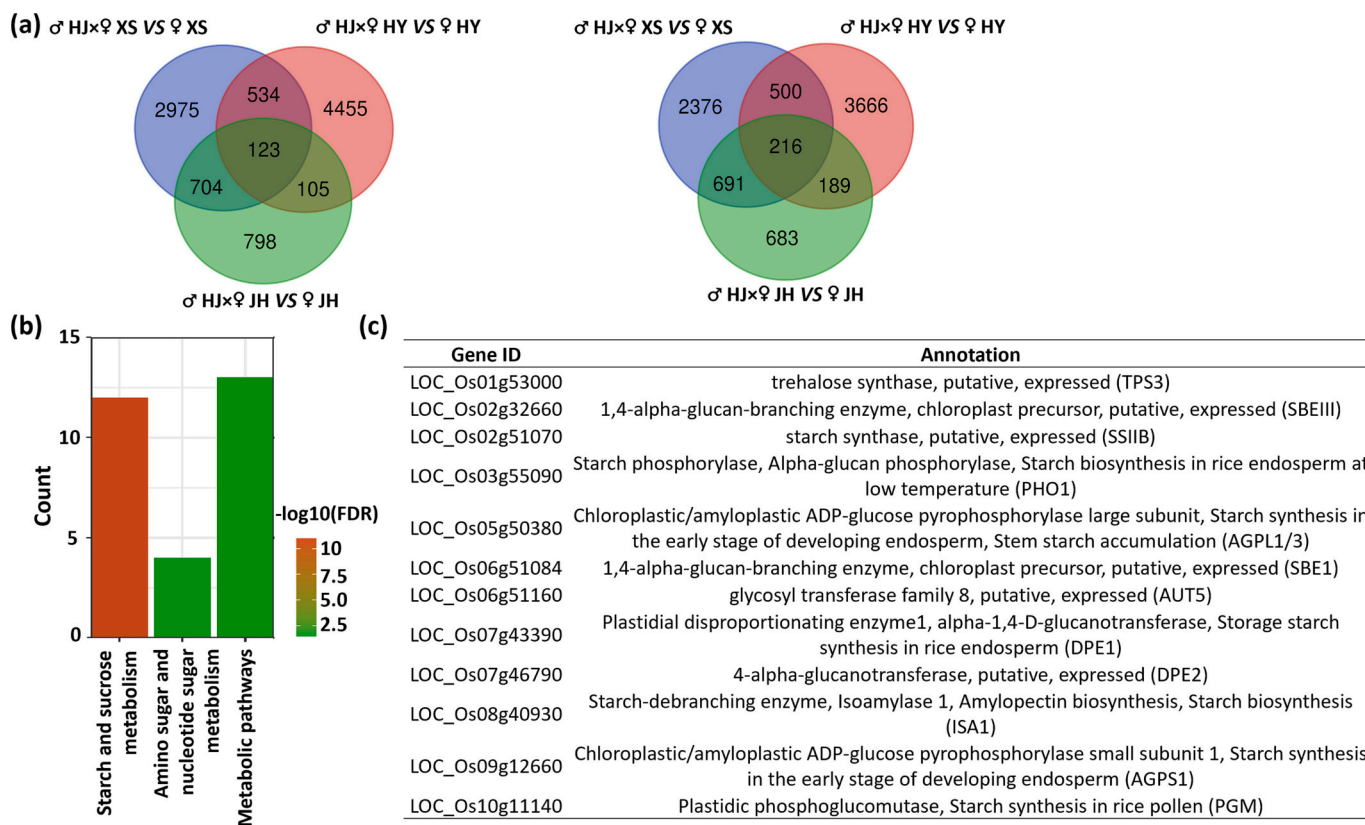 (a)
♂ HJ×♀ XS VS ♀ XS
♂ HJ×♀ HY VS ♀ HY
2975
534
4455
123
704
105
798
♂ HJ×♀ JH VS ♀ JH
♂ HJ×♀ XS VS ♀ XS
♂ HJ×♀ HY VS ♀ HY
2376
500
3666
216
691
189
683
♂ HJ×♀ JH VS ♀ JH
(b)
15
10
5
0
Count
Starch and sucrose
metabolism
Amino sugar and
nucleotide sugar
metabolism
Metabolic pathways
-log10(FDR)
10
7.5
5.0
2.5
(c)
Gene ID Annotation
LOC_Os01g53000 trehalose synthase, putative, expressed (TPS3)
LOC_Os02g32660 1,4-alpha-glucan-branching enzyme, chloroplast precursor, putative, expressed (SBEIII)
LOC_Os02g51070 starch synthase, putative, expressed (SSIIB)
LOC_Os03g55090 Starch phosphorylase, Alpha-glucan phosphorylase, Starch biosynthesis in rice endosperm at
low temperature (PHO1)
LOC_Os05g50380 Chloroplastic/amyloplastic ADP-glucose pyrophosphorylase large subunit, Starch synthesis in
the early stage of developing endosperm, Stem starch accumulation (AGPL1/3)
LOC_Os06g51084 1,4-alpha-glucan-branching enzyme, chloroplast precursor, putative, expressed (SBE1)
LOC_Os06g51160 glycosyl transferase family 8, putative, expressed (AUT5)
LOC_Os07g43390 Plastidial disproportionating enzyme1, alpha-1,4-D-glucanotransferase, Storage starch
synthesis in rice endosperm (DPE1)
LOC_Os07g46790 4-alpha-glucanotransferase, putative, expressed (DPE2)
LOC_Os08g40930 Starch-debranching enzyme, Isoamylase 1, Amylopectin biosynthesis, Starch biosynthesis
(ISA1)
LOC_Os09g12660 Chloroplastic/amyloplastic ADP-glucose pyrophosphorylase small subunit 1, Starch synthesis
in the early stage of developing endosperm (AGPS1)
LOC_Os10g11140 Plastidic phosphoglucomutase, Starch synthesis in rice pollen (PGM)